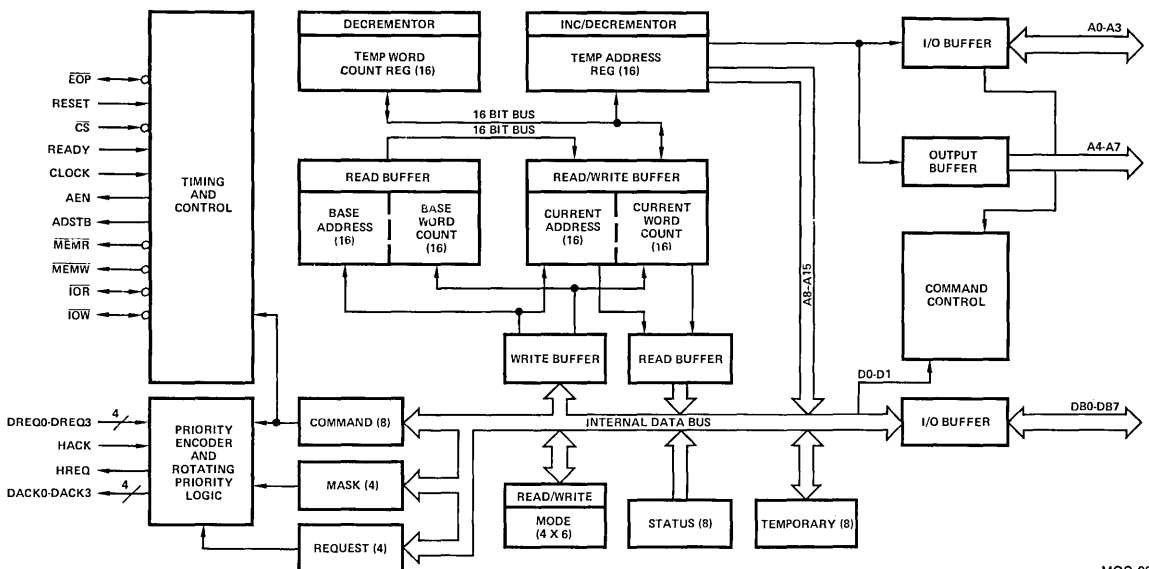 DECREMENTOR
TEMP WORD
COUNT REG (16)
INC/DECREMENTOR
TEMP ADDRESS
REG (16)
I/O BUFFER
A0-A3
EOP
RESET
CS
READY
CLOCK
AEN
ADSTB
MEMR
MEMW
IOR
IOW
TIMING
AND
CONTROL
16 BIT BUS
16 BIT BUS
READ BUFFER
BASE
ADDRESS
(16)
BASE
WORD
COUNT
(16)
READ/WRITE BUFFER
CURRENT
ADDRESS
(16)
CURRENT
WORD
COUNT
(16)
OUTPUT
BUFFER
A4-A7
A8-A15
COMMAND
CONTROL
WRITE BUFFER
READ BUFFER
D0-D1
DREQ0-DREQ3
4
HACK
HREQ
DACK0-DACK3
4
PRIORITY
ENCODER
AND
ROTATING
PRIORITY
LOGIC
COMMAND (8)
MASK (4)
REQUEST (4)
INTERNAL DATA BUS
I/O BUFFER
DB0-DB7
READ/WRITE
MODE
(4 X 6)
STATUS (8)
TEMPORARY (8)